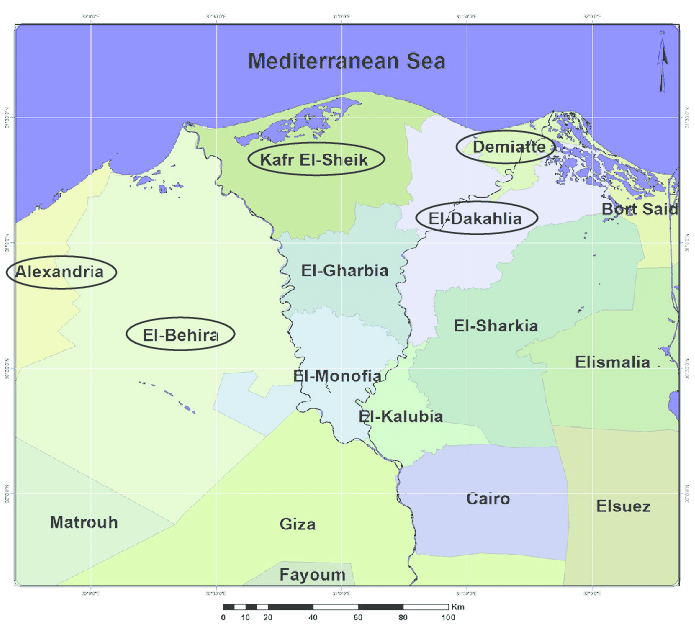 Mediterranean Sea
Kafr El-Sheik
Demiatte
El-Dakahlia
Bort Said
Alexandria
El-Gharbia
El-Behira
El-Sharkia
Elismalia
El-Monofia
El-Kalubia
Matrouh
Giza
Cairo
Elsuez
Fayoum
0 10 20 40 60 80 100 Km